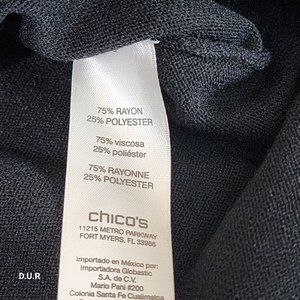 75% RAYON
25% POLYESTER
75% viscosa
25% poliéster
75% RAYONNE
25% POLYESTER
chico's
11215 METRO PARKWAY
FORT MYERS, FL 33966
importado en México por:
Importadora Globastic
S.A. de C.V.
Mario Pani #200
Colonia Santa Fe Cuajimalpa
D.U.R